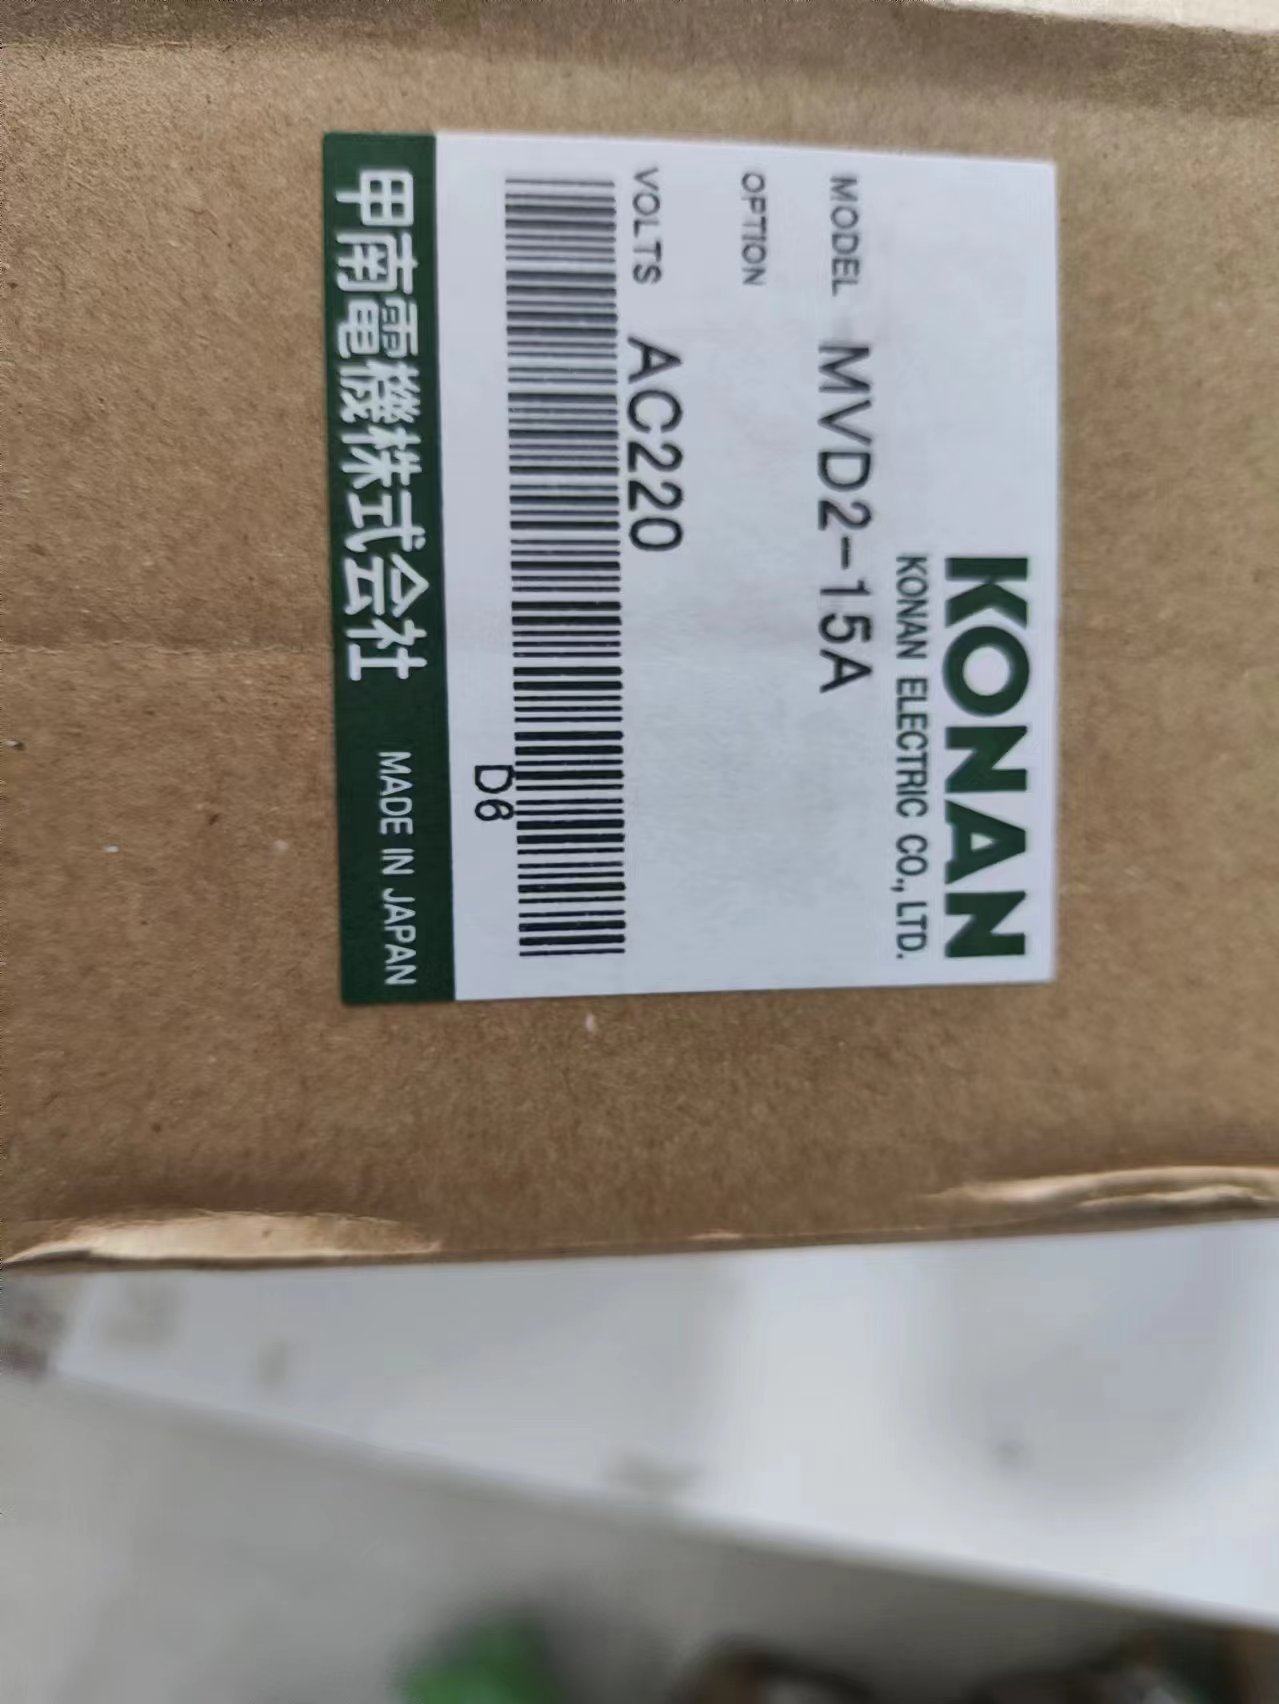 KONAN
KONAN ELECTRIC CO., LTD.
MODEL MVD2-15A
OPTION
VOLTS AC220
D6
甲南電機株式会社 MADE IN JAPAN